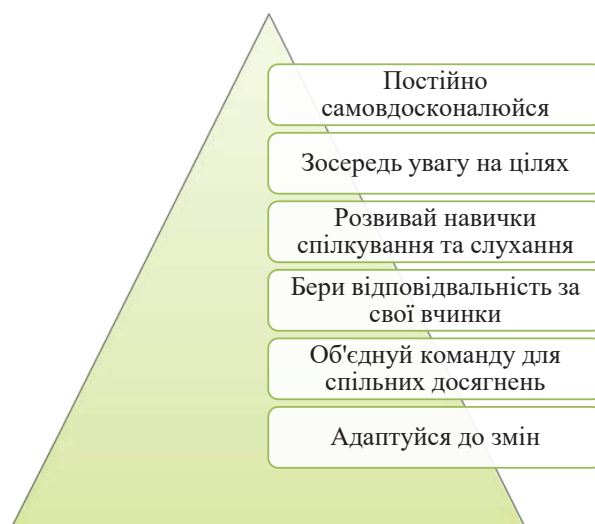 Постійно
самовдосконалюйся
Зосередь увагу на цілях
Розвивай навички
спілкування та слухання
Бери відповідвальність за
свої вчинки
Об'єднуй команду для
спільних досягнень
Адаптуйся до змін